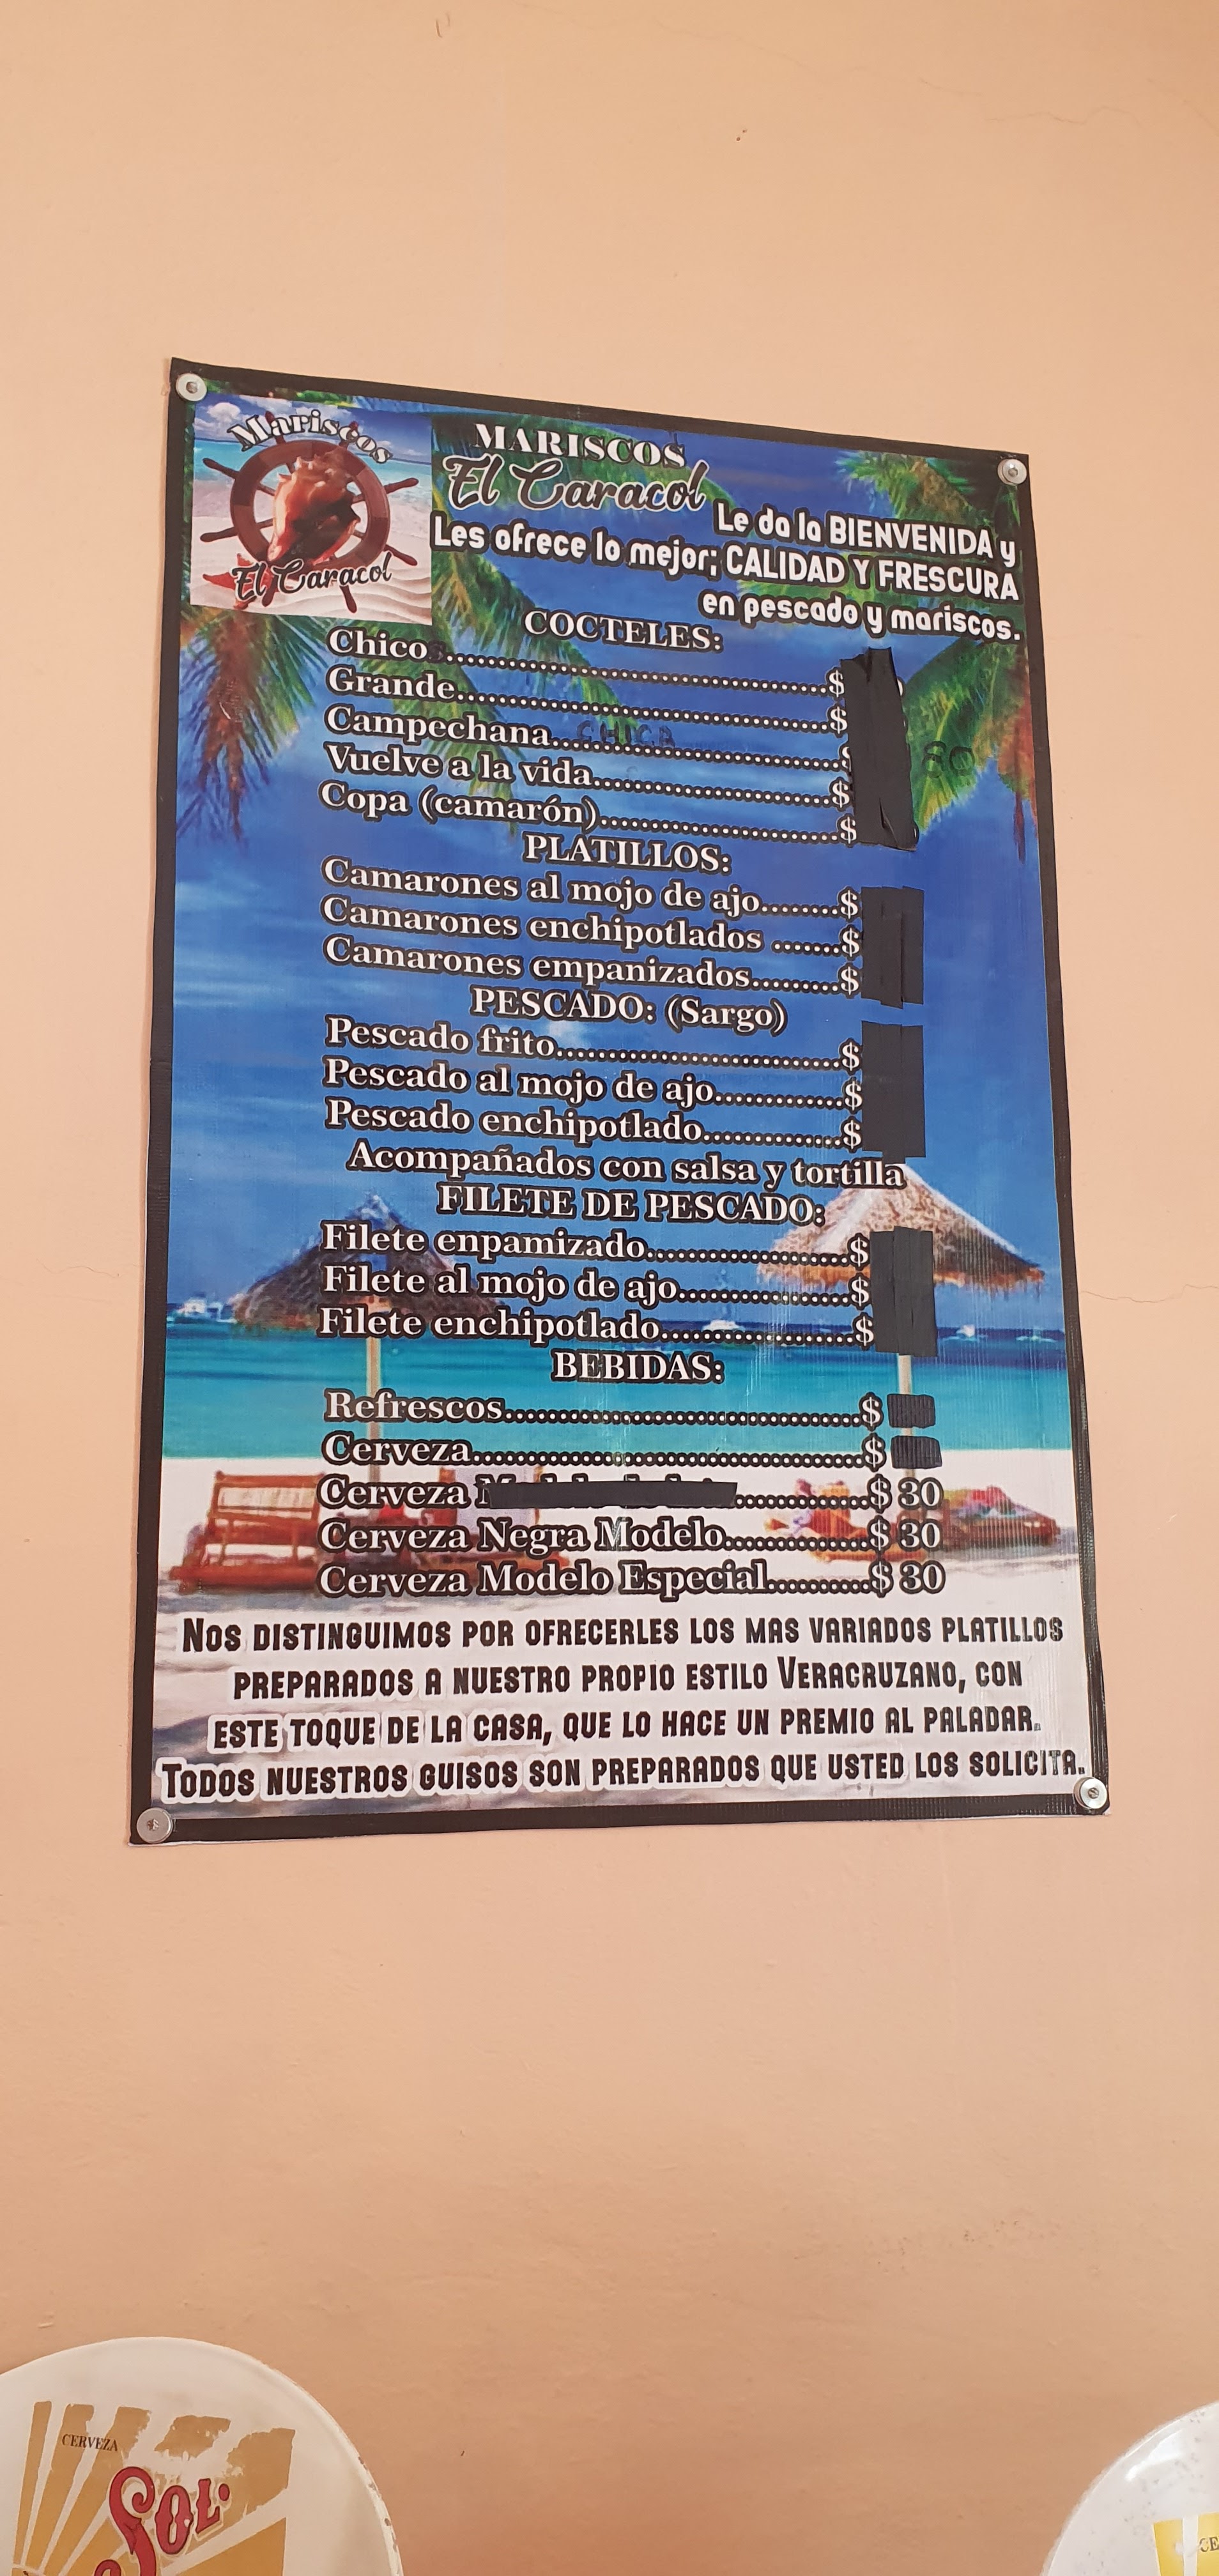 Mariscos
El Caracol
MARISCOS
El Caracol
Le da la BIENVENIDA y
Les ofrece lo mejor; CALIDAD Y FRESCURA
en pescado y mariscos.
COCTELES:
Chico..........$
Grande..........$
Campechana..........$
CHICA 80
Vuelve a la vida..........$
Copa (camarón)..........$
PLATILLOS:
Camarones al mojo de ajo........$
Camarones enchipotlados .......$
Camarones empanizados.........$
PESCADO: (Sargo)
Pescado frito..........$
Pescado al mojo de ajo..........$
Pescado enchipotlado..........$
Acompañados con salsa y tortilla
FILETE DE PESCADO:
Filete enpamizado..........$
Filete al mojo de ajo..........$
Filete enchipotlado..........$
BEBIDAS:
Refrescos..........$
Cerveza..........$
Cerveza ..........$ 30
Cerveza Negra Modelo..........$ 30
Cerveza Modelo Especial..........$ 30
NOS DISTINGUIMOS POR OFRECERLES LOS MAS VARIADOS PLATILLOS
PREPARADOS A NUESTRO PROPIO ESTILO VERACRUZANO, CON
ESTE TOQUE DE LA CASA, QUE LO HACE UN PREMIO AL PALADAR.
TODOS NUESTROS GUISOS SON PREPARADOS QUE USTED LOS SOLICITA.
CERVEZA
SOL
CE